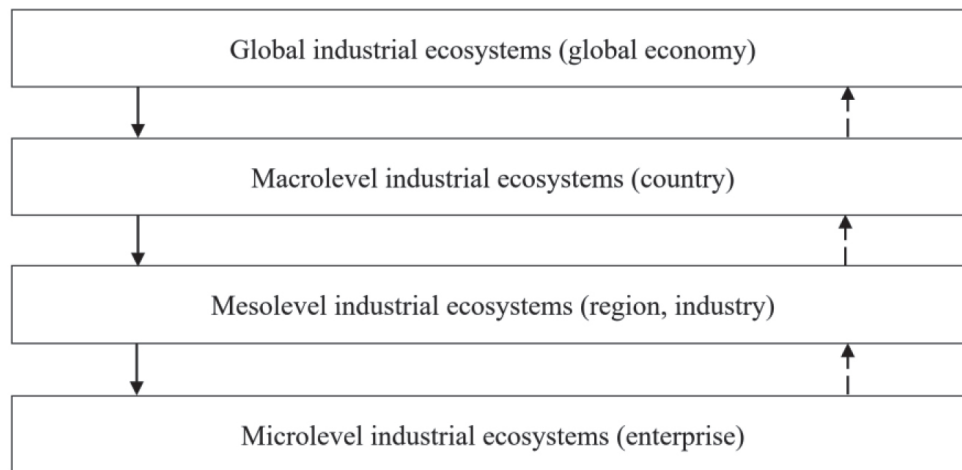 Global industrial ecosystems (global economy)
Macrolevel industrial ecosystems (country)
Mesolevel industrial ecosystems (region, industry)
Microlevel industrial ecosystems (enterprise)